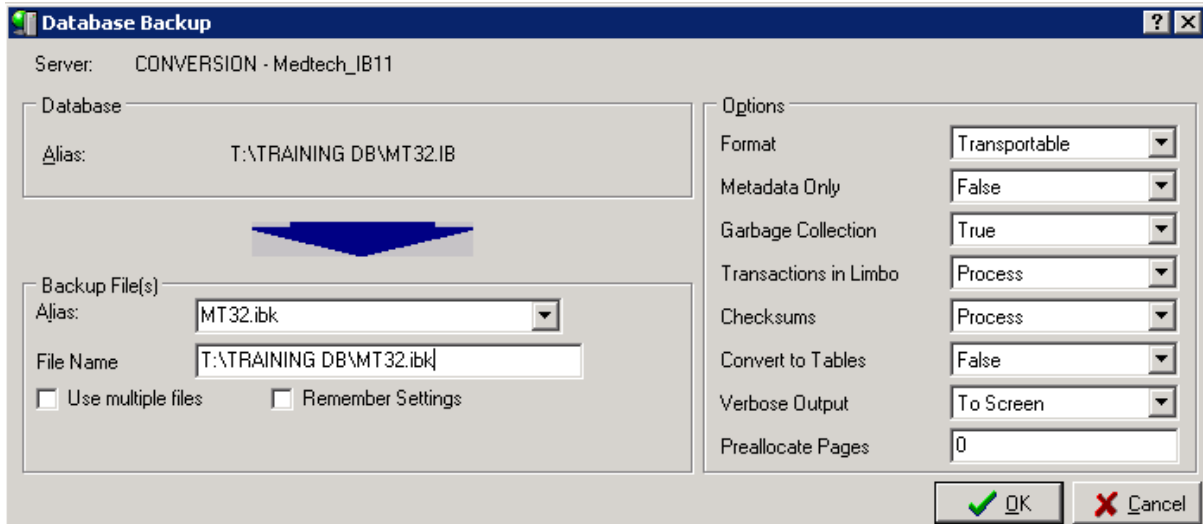 Database Backup
Server: CONVERSION - Medtech_IB11
Database
Alias: T:\TRAINING DB\MT32.IB
Backup File(s)
Alias: MT32.ibk
File Name T:\TRAINING DB\MT32.ibk
Use multiple files Remember Settings
Options
Format Transportable
Metadata Only False
Garbage Collection True
Transactions in Limbo Process
Checksums Process
Convert to Tables False
Verbose Output To Screen
Preallocate Pages 0
OK Cancel